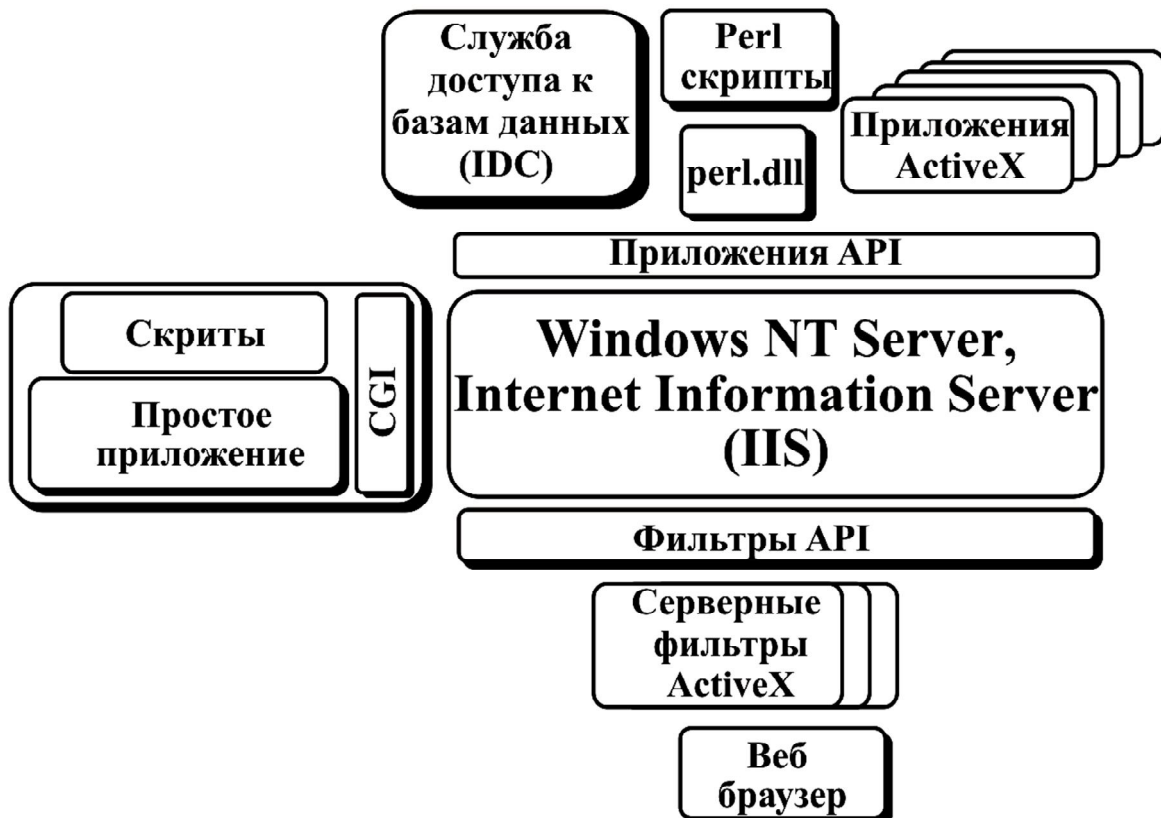 Служба
доступа к
базам данных
(IDC)
Perl
скрипты
perl.dll
Приложения
ActiveX
Приложения API
Скриты
Простое
приложение
CGI
Windows NT Server,
Internet Information Server
(IIS)
Фильтры API
Серверные
фильтры
ActiveX
Веб
браузер